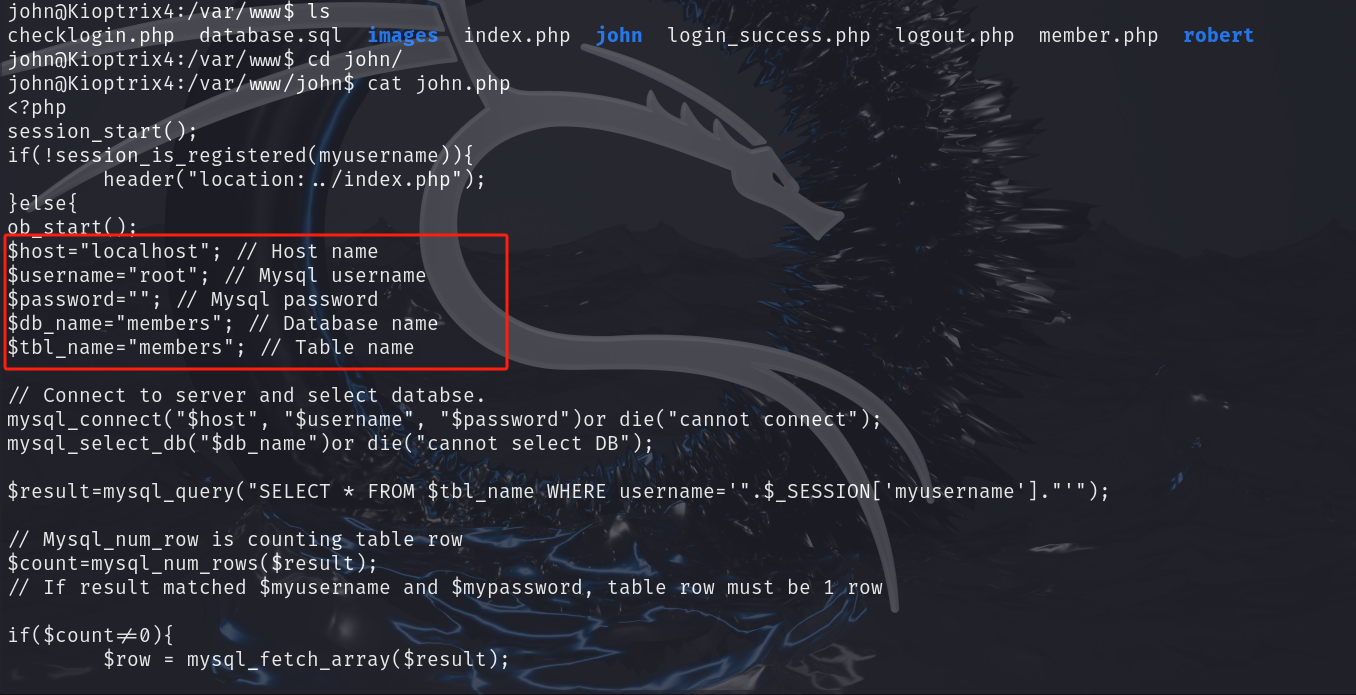 john@Kioptrix4:/var/www$ ls
checklogin.php  database.sql  images  index.php  john  login_success.php  logout.php  member.php  robert
john@Kioptrix4:/var/www$ cd john/
john@Kioptrix4:/var/www/john$ cat john.php
<?php
session_start();
if(!session_is_registered(myusername)){
        header("location:../index.php");
}else{
ob_start();
$host="localhost"; // Host name
$username="root"; // Mysql username
$password=""; // Mysql password
$db_name="members"; // Database name
$tbl_name="members"; // Table name

// Connect to server and select databse.
mysql_connect("$host", "$username", "$password")or die("cannot connect");
mysql_select_db("$db_name")or die("cannot select DB");

$result=mysql_query("SELECT * FROM $tbl_name WHERE username='".$_SESSION['myusername']."'");

// Mysql_num_row is counting table row
$count=mysql_num_rows($result);
// If result matched $myusername and $mypassword, table row must be 1 row

if($count!=0){
        $row = mysql_fetch_array($result);